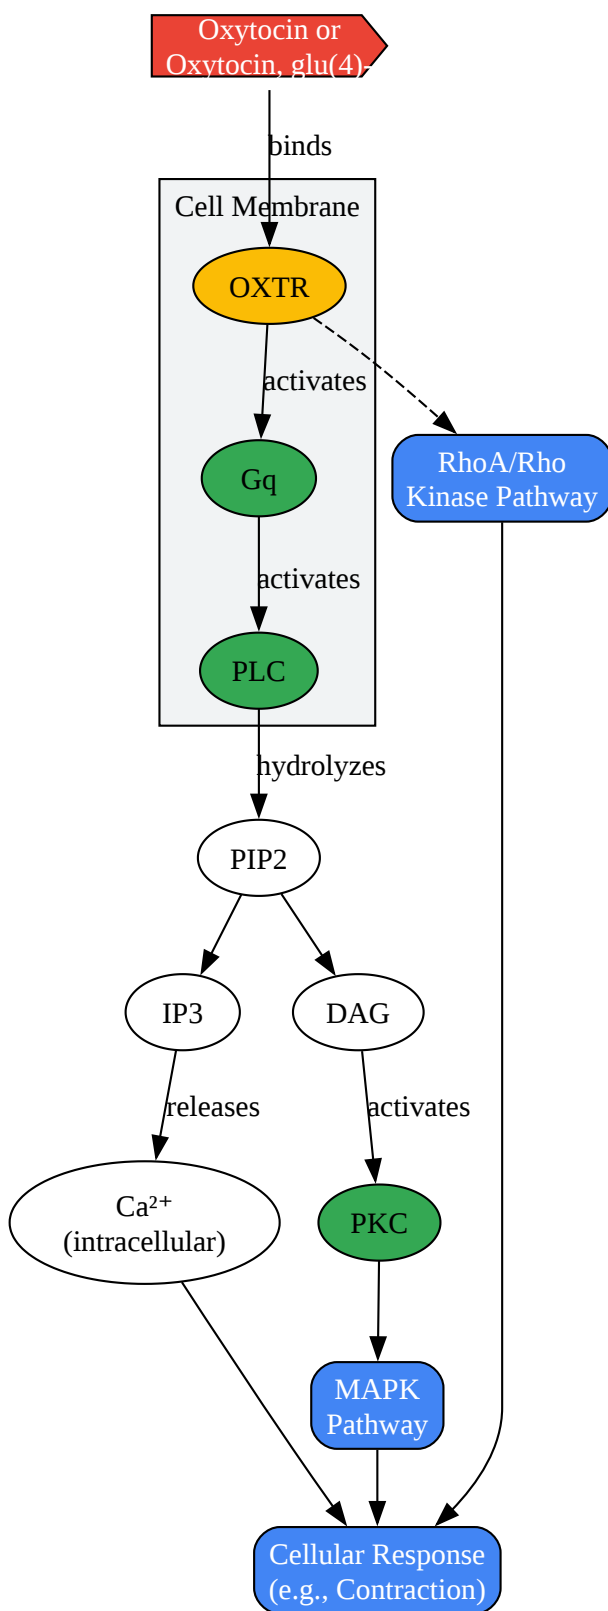 Oxytocin or
Oxytocin, glu(4)-
binds
Cell Membrane
OXTR
activates
RhoA/Rho
Kinase Pathway
Gq
activates
PLC
hydrolyzes
PIP2
IP3
DAG
releases
activates
Ca²⁺
(intracellular)
PKC
MAPK
Pathway
Cellular Response
(e.g., Contraction)